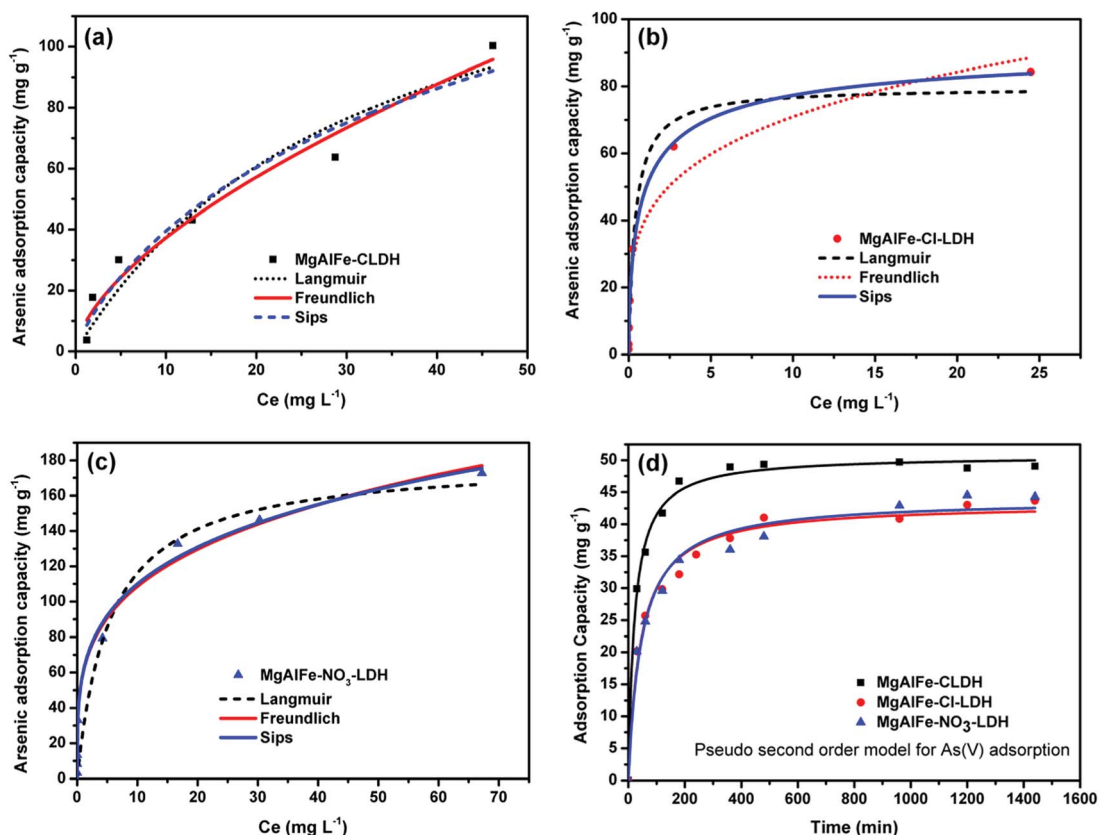 (a)
Arsenic adsorption capacity (mg g⁻¹)
100
80
60
40
20
0
MgAlFe-CLDH
Langmuir
Freundlich
Sips
0 10 20 30 40 50
Ce (mg L⁻¹)
(b)
Arsenic adsorption capacity (mg g⁻¹)
100
80
60
40
20
0
MgAlFe-Cl-LDH
Langmuir
Freundlich
Sips
0 5 10 15 20 25
Ce (mg L⁻¹)
(c)
Arsenic adsorption capacity (mg g⁻¹)
180
160
140
120
100
80
60
40
20
0
MgAlFe-NO₃-LDH
Langmuir
Freundlich
Sips
0 10 20 30 40 50 60 70
Ce (mg L⁻¹)
(d)
Adsorption Capacity (mg g⁻¹)
50
45
40
35
30
25
20
15
10
5
0
MgAlFe-CLDH
MgAlFe-Cl-LDH
MgAlFe-NO₃-LDH
Pseudo second order model for As(V) adsorption
0 200 400 600 800 1000 1200 1400 1600
Time (min)